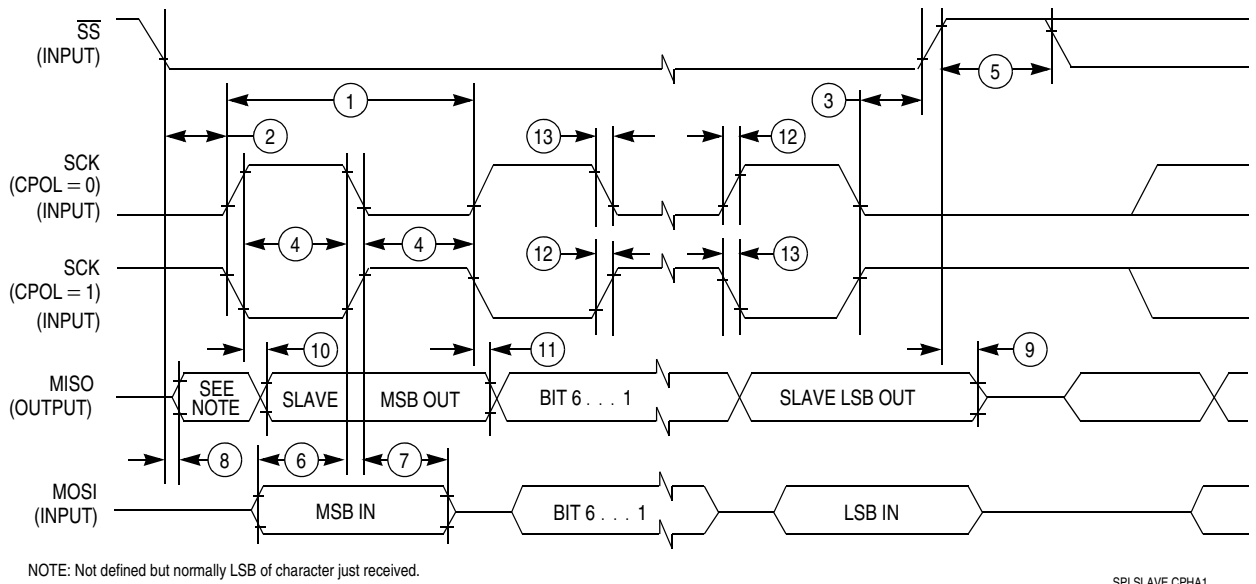 SS
(INPUT)
5
3
1
2
13
12
SCK
(CPOL = 0)
(INPUT)
4
4
SCK
(CPOL = 1)
(INPUT)
12
13
10
11
9
MISO
(OUTPUT)
SEE
NOTE
SLAVE
MSB OUT
BIT 6 . . . 1
SLAVE LSB OUT
8
6
7
MOSI
(INPUT)
MSB IN
BIT 6 . . . 1
LSB IN
NOTE: Not defined but normally LSB of character just received.
SPI SLAVE CPHA1